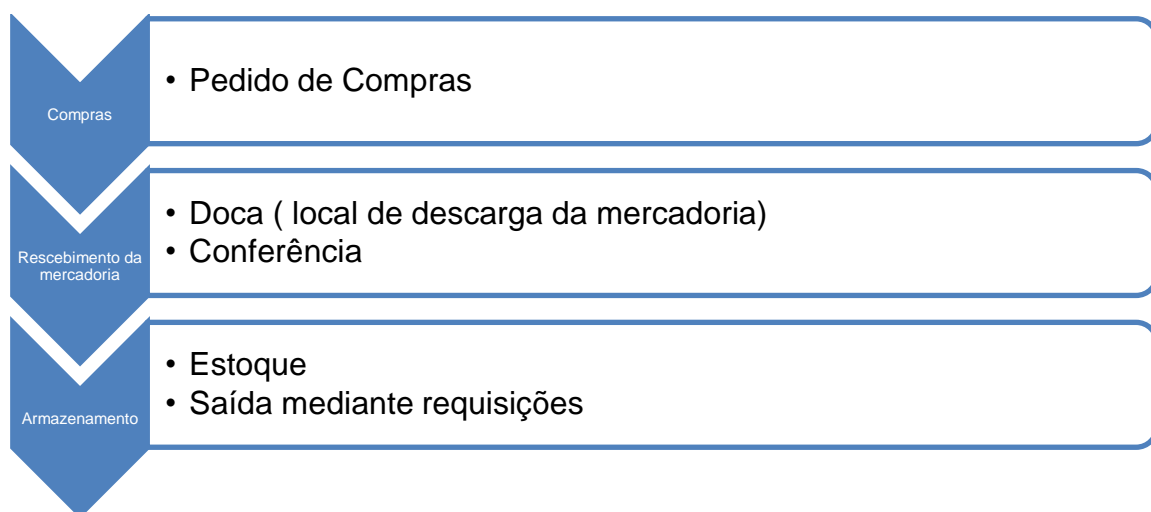 Compras
• Pedido de Compras
Rescebimento da
mercadoria
• Doca ( local de descarga da mercadoria)
• Conferência
Armazenamento
• Estoque
• Saída mediante requisições